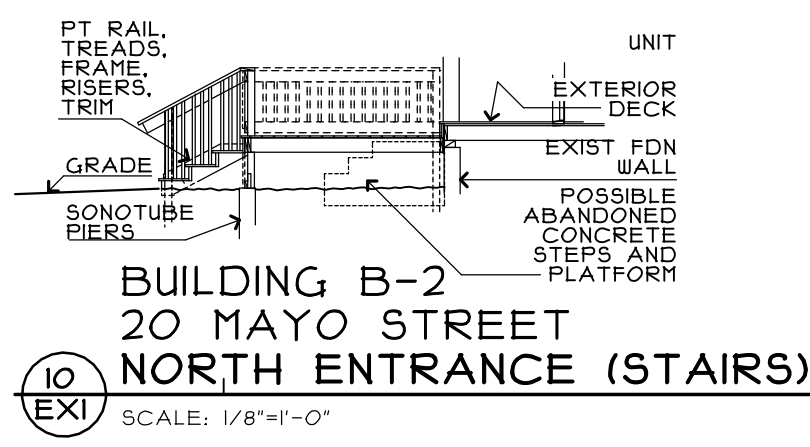 PT RAIL,
TREADS,
FRAME,
RISERS,
TRIM
GRADE
SONOTUBE
PIERS
UNIT
EXTERIOR
DECK
EXIST FDN
WALL
POSSIBLE
ABANDONED
CONCRETE
STEPS AND
PLATFORM
BUILDING B-2
20 MAYO STREET
NORTH ENTRANCE (STAIRS)
10
EX1
SCALE: 1/8"=1'-0"